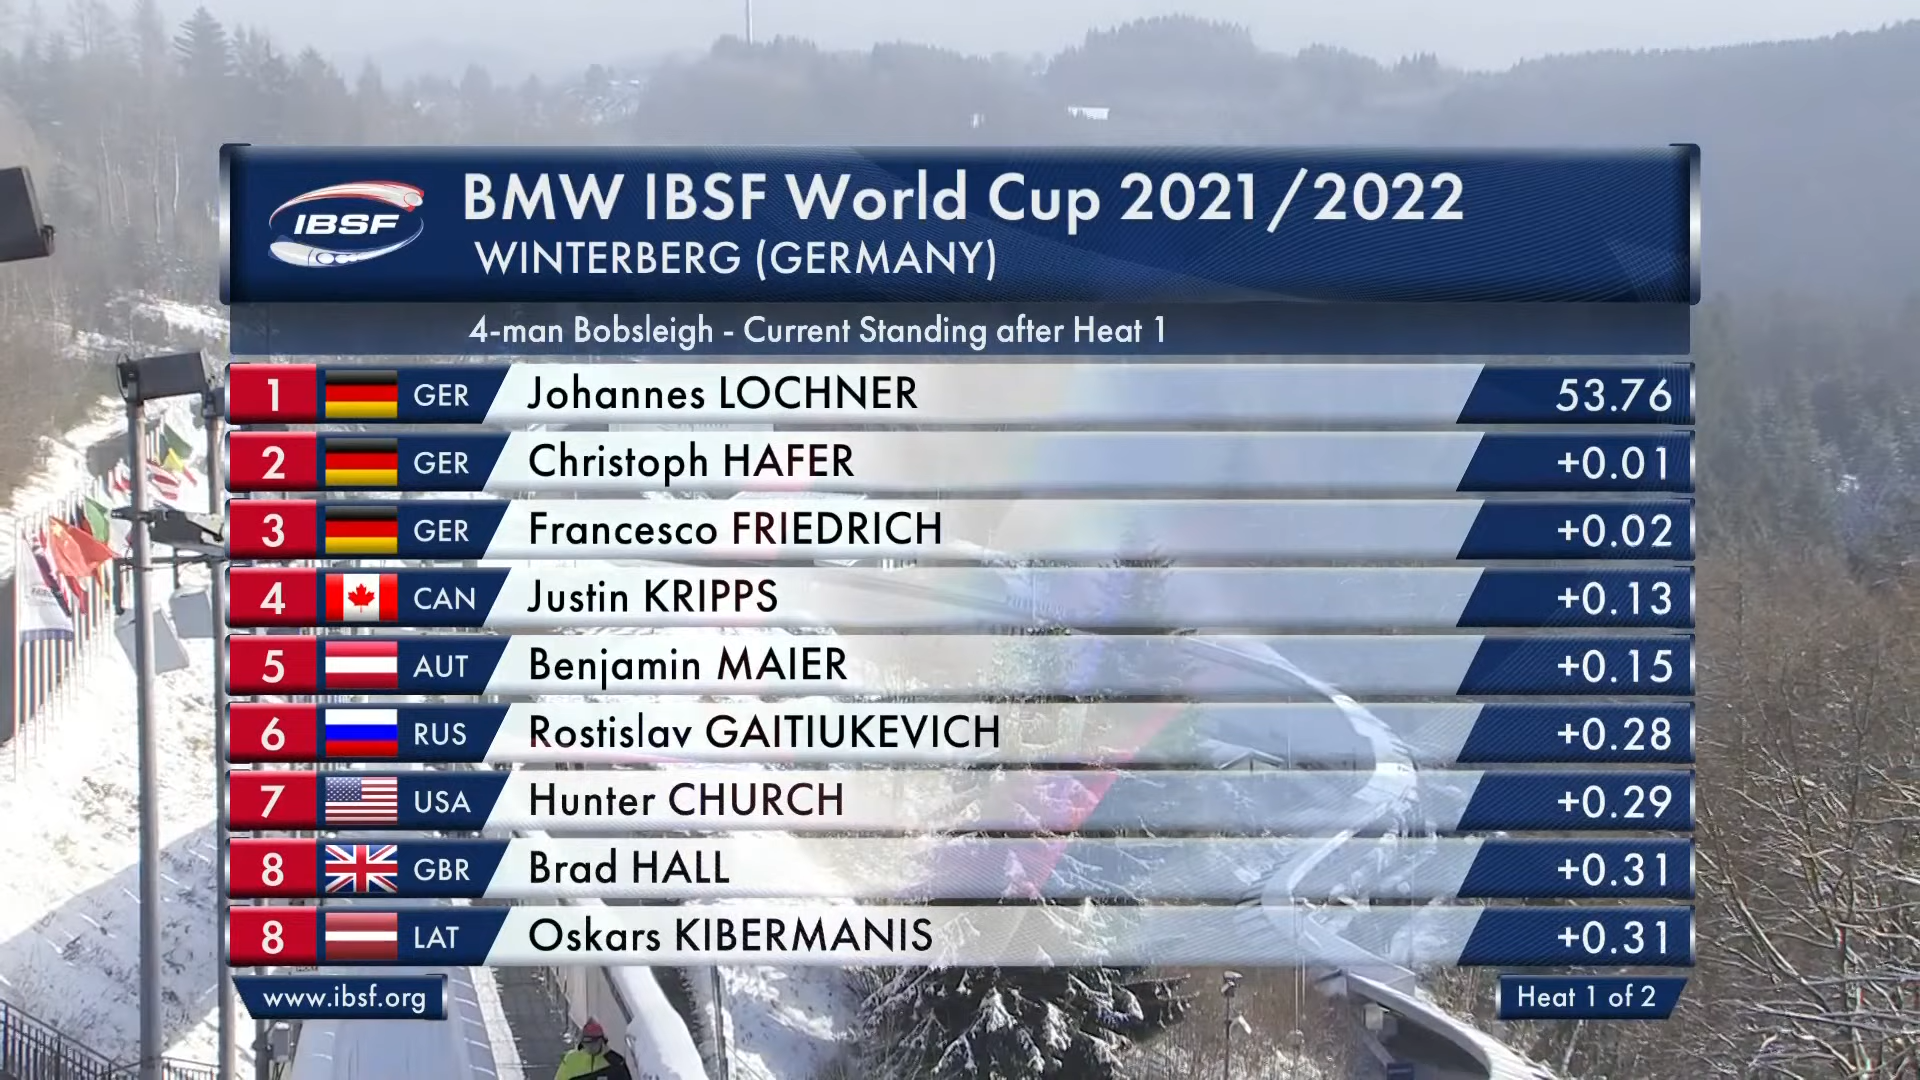 IBSF
BMW IBSF World Cup 2021/2022
WINTERBERG (GERMANY)
4-man Bobsleigh - Current Standing after Heat 1
1 GER Johannes LOCHNER 53.76
2 GER Christoph HAFER +0.01
3 GER Francesco FRIEDRICH +0.02
4 CAN Justin KRIPPS +0.13
5 AUT Benjamin MAIER +0.15
6 RUS Rostislav GAITIUKEVICH +0.28
7 USA Hunter CHURCH +0.29
8 GBR Brad HALL +0.31
8 LAT Oskars KIBERMANIS +0.31
www.ibsf.org
Heat 1 of 2